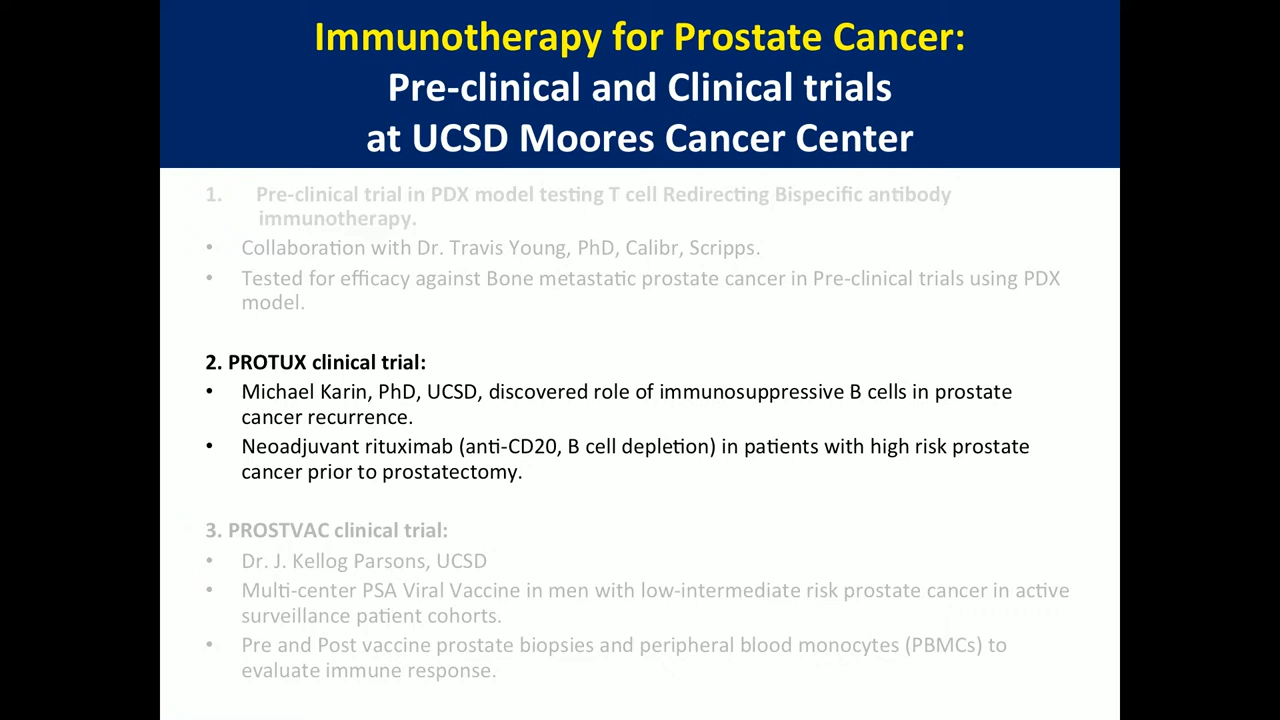 Immunotherapy for Prostate Cancer:
Pre-clinical and Clinical trials
at UCSD Moores Cancer Center
1. Pre-clinical trial in PDX model testing T cell Redirecting Bispecific antibody
immunotherapy.
• Collaboration with Dr. Travis Young, PhD, Calibr, Scripps.
• Tested for efficacy against Bone metastatic prostate cancer in Pre-clinical trials using PDX
model.
2. PROTUX clinical trial:
• Michael Karin, PhD, UCSD, discovered role of immunosuppressive B cells in prostate
cancer recurrence.
• Neoadjuvant rituximab (anti-CD20, B cell depletion) in patients with high risk prostate
cancer prior to prostatectomy.
3. PROSTVAC clinical trial:
• Dr. J. Kellog Parsons, UCSD
• Multi-center PSA Viral Vaccine in men with low-intermediate risk prostate cancer in active
surveillance patient cohorts.
• Pre and Post vaccine prostate biopsies and peripheral blood monocytes (PBMCs) to
evaluate immune response.